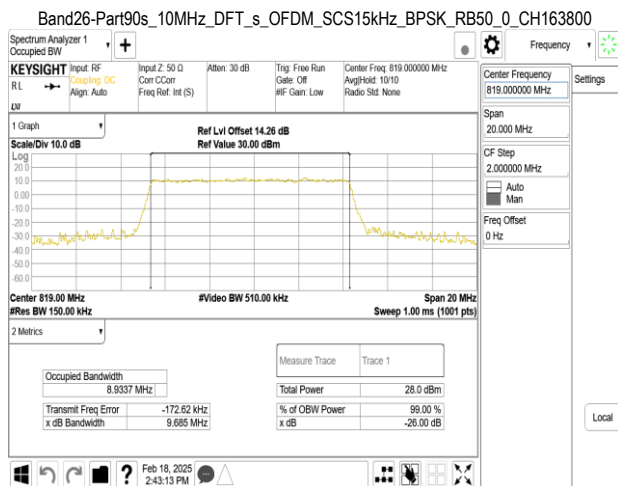 Band26-Part90s_10MHz_DFT_s_OFDM_SCS15kHz_BPSK_RB50_0_CH163800
Spectrum Analyzer 1
Occupied BW
Frequency
KEYSIGHT
RL
Input: RF
Coupling: DC
Align: Auto
Input Z: 50 Ω
Corr CCorr
Freq Ref: Int (S)
Atten: 30 dB
Trig: Free Run
Gate: Off
#IF Gain: Low
Center Freq: 819.000000 MHz
Avg|Hold: 10/10
Radio Std: None
Center Frequency
819.000000 MHz
Settings
Span
20.000 MHz
CF Step
2.000000 MHz
Auto
Man
Freq Offset
0 Hz
1 Graph
Scale/Div 10.0 dB
Ref Lvl Offset 14.26 dB
Ref Value 30.00 dBm
Log
20.0
10.0
0.00
-10.0
-20.0
-30.0
-40.0
-50.0
-60.0
Center 819.00 MHz
#Res BW 150.00 kHz
#Video BW 510.00 kHz
Span 20 MHz
Sweep 1.00 ms (1001 pts)
2 Metrics
Measure Trace Trace 1
Occupied Bandwidth
8.9337 MHz
Total Power 28.0 dBm
Transmit Freq Error -172.62 kHz
% of OBW Power 99.00 %
x dB Bandwidth 9.685 MHz
x dB -26.00 dB
Local
Feb 18, 2025
2:43:13 PM